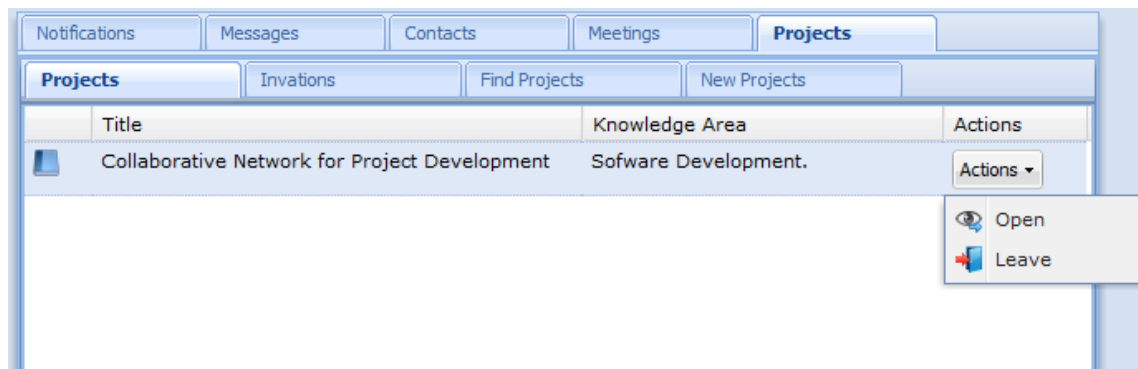 Notifications Messages Contacts Meetings Projects
Projects Invations Find Projects New Projects
Title Knowledge Area Actions
Collaborative Network for Project Development Sofware Development. Actions
Open
Leave